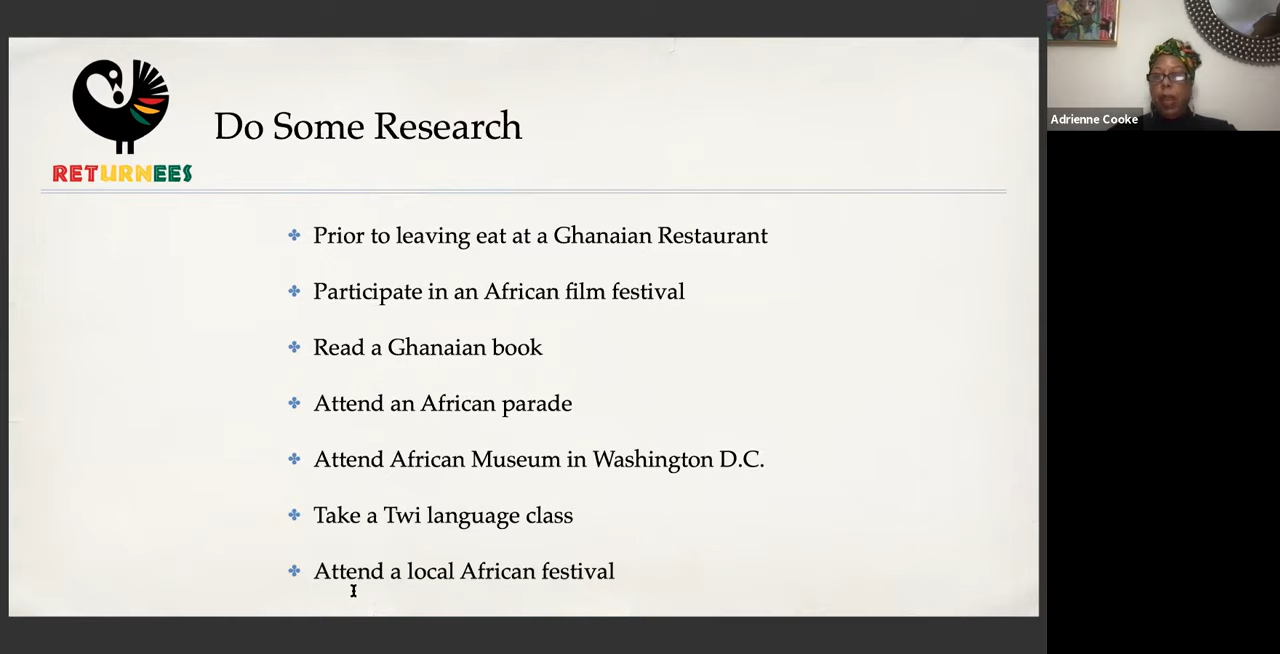 Do Some Research
RETURNEES
Prior to leaving eat at a Ghanaian Restaurant
Participate in an African film festival
Read a Ghanaian book
Attend an African parade
Attend African Museum in Washington D.C.
Take a Twi language class
Attend a local African festival
Adrienne Cooke